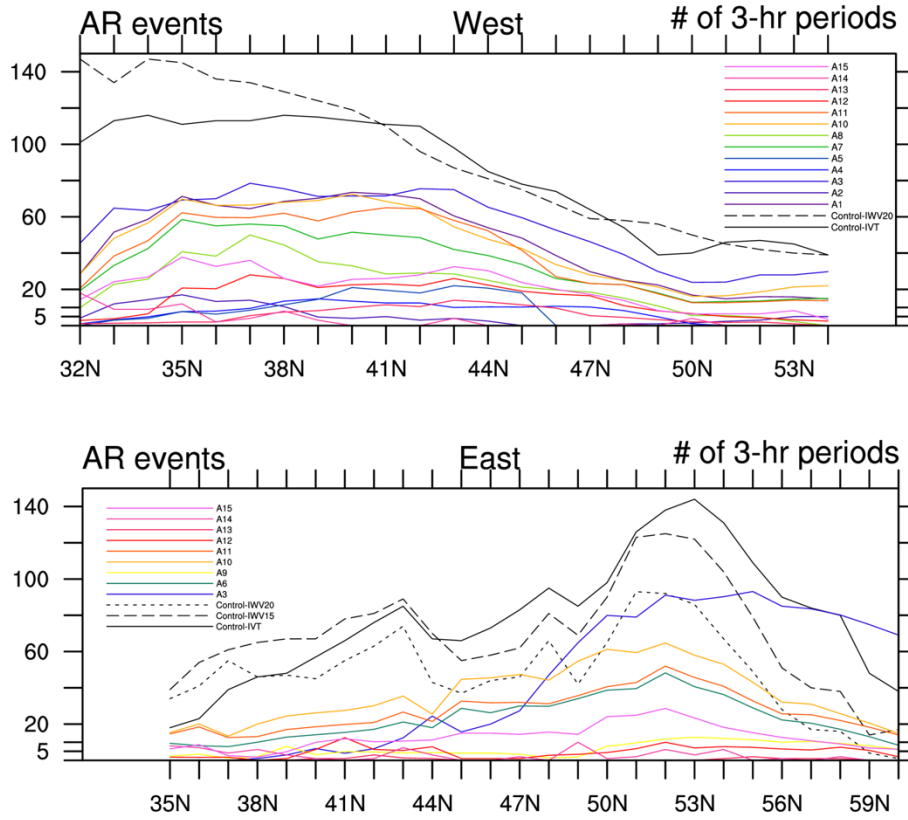 AR events West # of 3-hr periods
140
100
60
20
5
A15
A14
A13
A12
A11
A10
A8
A7
A5
A4
A3
A2
A1
Control-IWV20
Control-IVT
32N 35N 38N 41N 44N 47N 50N 53N
AR events East # of 3-hr periods
140
100
60
20
5
A15
A14
A13
A12
A11
A10
A9
A6
A3
Control-IWV20
Control-IWV15
Control-IVT
35N 38N 41N 44N 47N 50N 53N 56N 59N